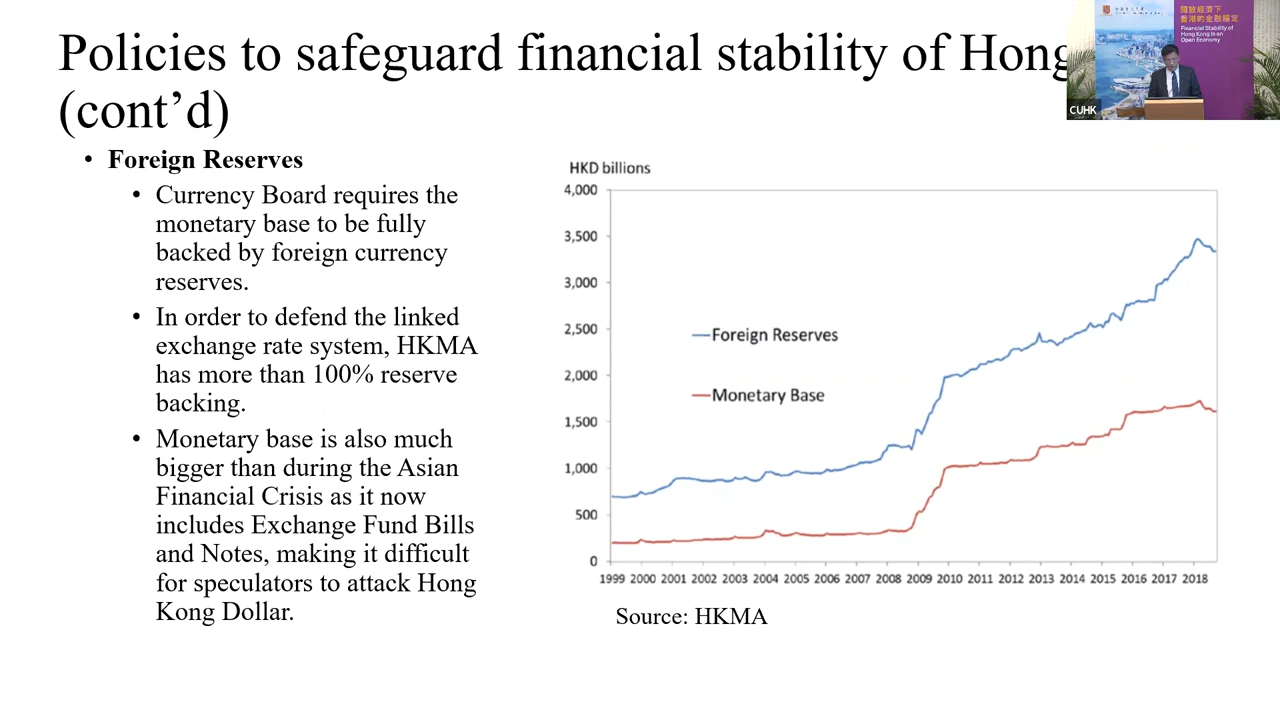 Policies to safeguard financial stability of Hong
(cont’d)
• Foreign Reserves
• Currency Board requires the
monetary base to be fully
backed by foreign currency
reserves.
• In order to defend the linked
exchange rate system, HKMA
has more than 100% reserve
backing.
• Monetary base is also much
bigger than during the Asian
Financial Crisis as it now
includes Exchange Fund Bills
and Notes, making it difficult
for speculators to attack Hong
Kong Dollar.
HKD billions
4,000
3,500
3,000
2,500
2,000
1,500
1,000
500
0
Foreign Reserves
Monetary Base
1999 2000 2001 2002 2003 2004 2005 2006 2007 2008 2009 2010 2011 2012 2013 2014 2015 2016 2017 2018
Source: HKMA
開放經濟下
香港的金融穩定
Financial Stability of
Hong Kong in an
Open Economy
CUHK